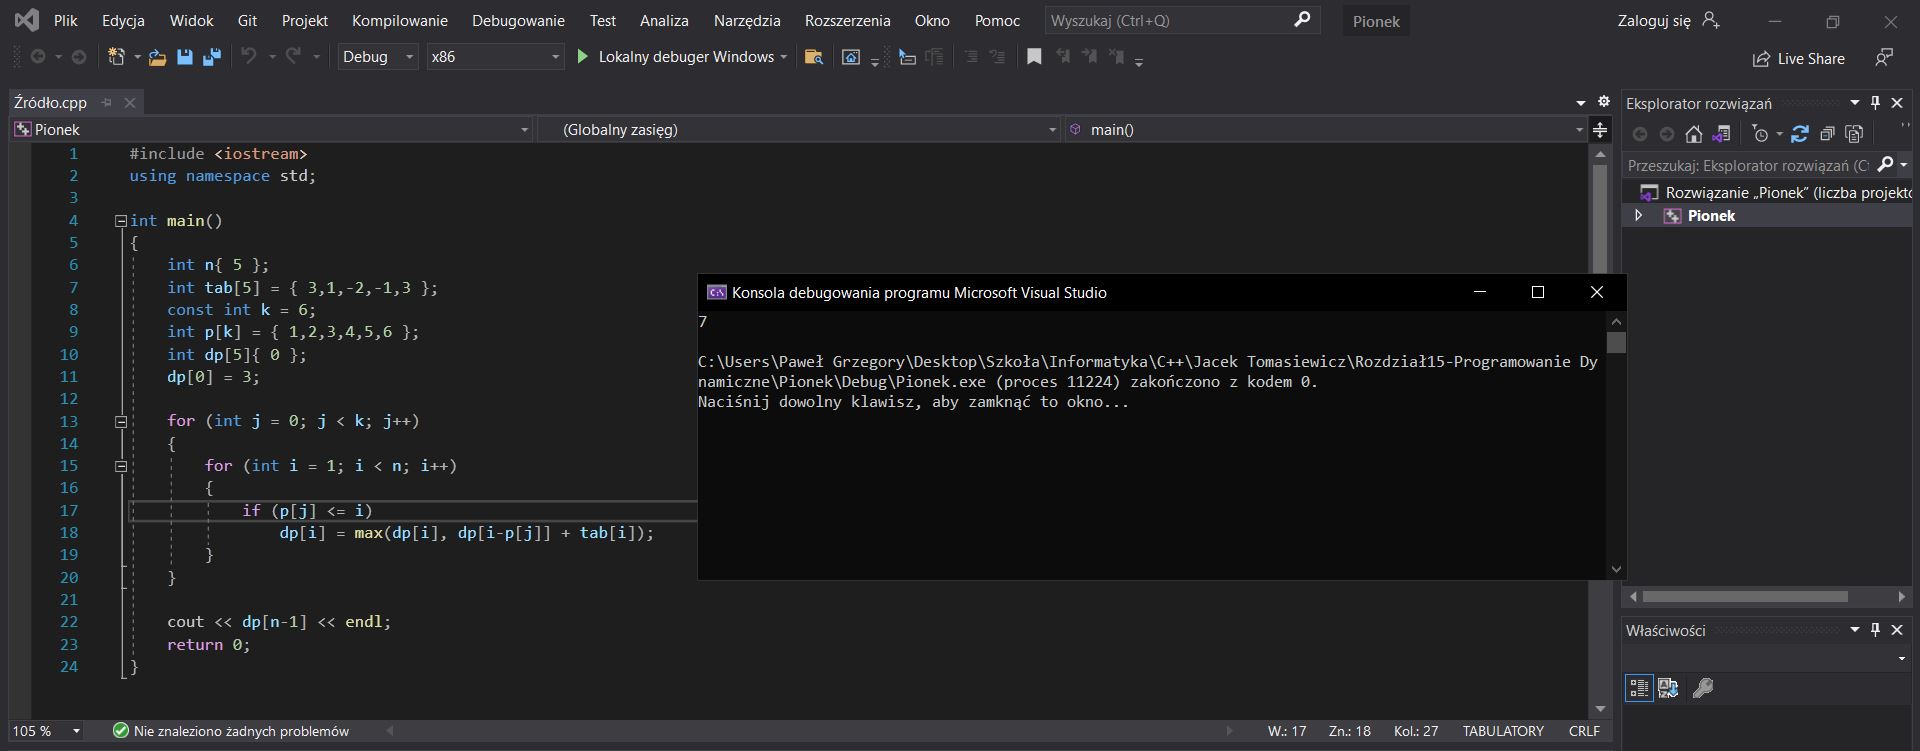 Plik Edycja Widok Git Projekt Kompilowanie Debugowanie Test Analiza Narzędzia Rozszerzenia Okno Pomoc Wyszukaj (Ctrl+Q) Pionek Zaloguj się
Debug x86 Lokalny debuger Windows Live Share
Źródło.cpp
Pionek (Globalny zasięg) main()
1 #include <iostream>
2 using namespace std;
3
4 int main()
5 {
6 int n{ 5 };
7 int tab[5] = { 3,1,-2,-1,3 };
8 const int k = 6;
9 int p[k] = { 1,2,3,4,5,6 };
10 int dp[5]{ 0 };
11 dp[0] = 3;
12
13 for (int j = 0; j < k; j++)
14 {
15 for (int i = 1; i < n; i++)
16 {
17 if (p[j] <= i)
18 dp[i] = max(dp[i], dp[i-p[j]] + tab[i]);
19 }
20 }
21
22 cout << dp[n-1] << endl;
23 return 0;
24 }
Konsola debugowania programu Microsoft Visual Studio
7
C:\Users\Paweł Grzegory\Desktop\Szkoła\Informatyka\C++\Jacek Tomasiewicz\Rozdział15-Programowanie Dy
namiczne\Pionek\Debug\Pionek.exe (proces 11224) zakończono z kodem 0.
Naciśnij dowolny klawisz, aby zamknąć to okno...
Eksplorator rozwiązań
Przeszukaj: Eksplorator rozwiązań (Ct
Rozwiązanie „Pionek” (liczba projektó
Pionek
Właściwości
105 % Nie znaleziono żadnych problemów W.: 17 Zn.: 18 Kol.: 27 TABULATORY CRLF